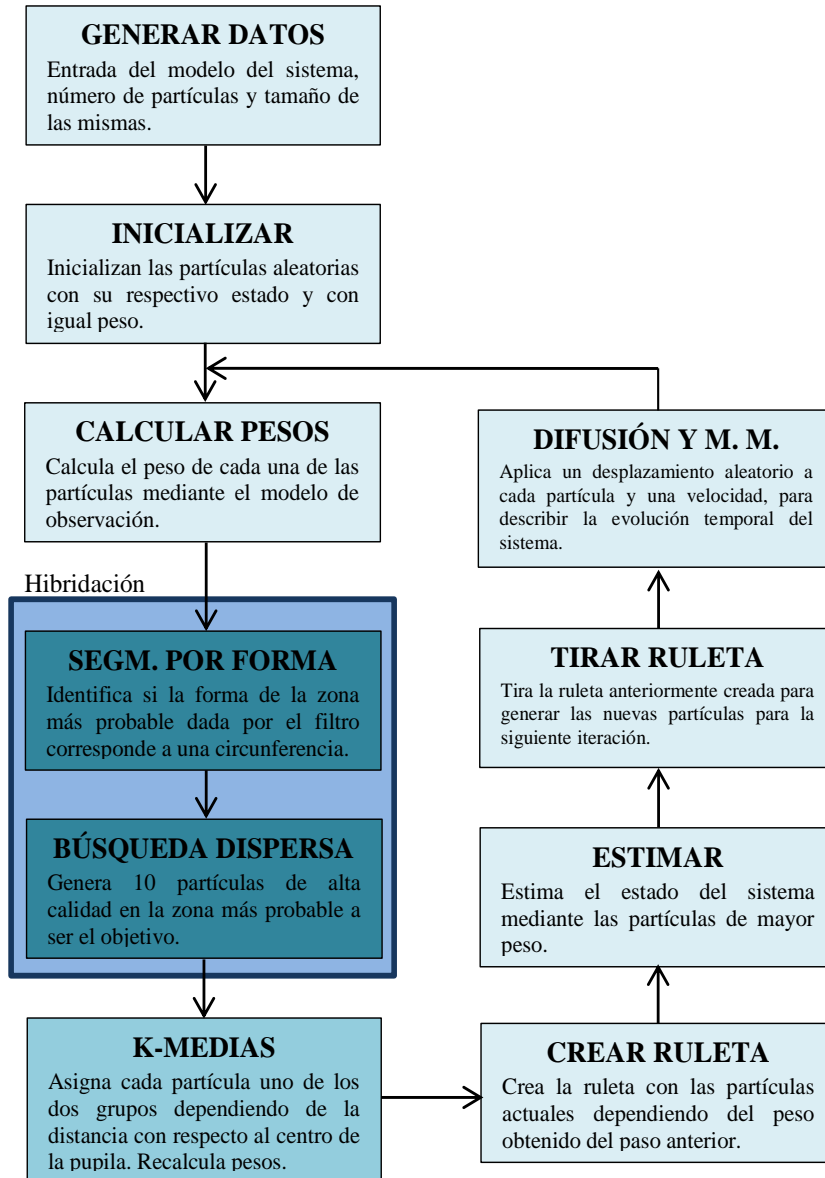 GENERAR DATOS
Entrada del modelo del sistema,
número de partículas y tamaño de
las mismas.
INICIALIZAR
Inicializan las partículas aleatorias
con su respectivo estado y con
igual peso.
CALCULAR PESOS
Calcula el peso de cada una de las
partículas mediante el modelo de
observación.
Hibridación
SEGM. POR FORMA
Identifica si la forma de la zona
más probable dada por el filtro
corresponde a una circunferencia.
BÚSQUEDA DISPERSA
Genera 10 partículas de alta
calidad en la zona más probable a
ser el objetivo.
K-MEDIAS
Asigna cada partícula uno de los
dos grupos dependiendo de la
distancia con respecto al centro de
la pupila. Recalcula pesos.
CREAR RULETA
Crea la ruleta con las partículas
actuales dependiendo del peso
obtenido del paso anterior.
ESTIMAR
Estima el estado del sistema
mediante las partículas de mayor
peso.
TIRAR RULETA
Tira la ruleta anteriormente creada para
generar las nuevas partículas para la
siguiente iteración.
DIFUSIÓN Y M. M.
Aplica un desplazamiento aleatorio a
cada partícula y una velocidad, para
describir la evolución temporal del
sistema.